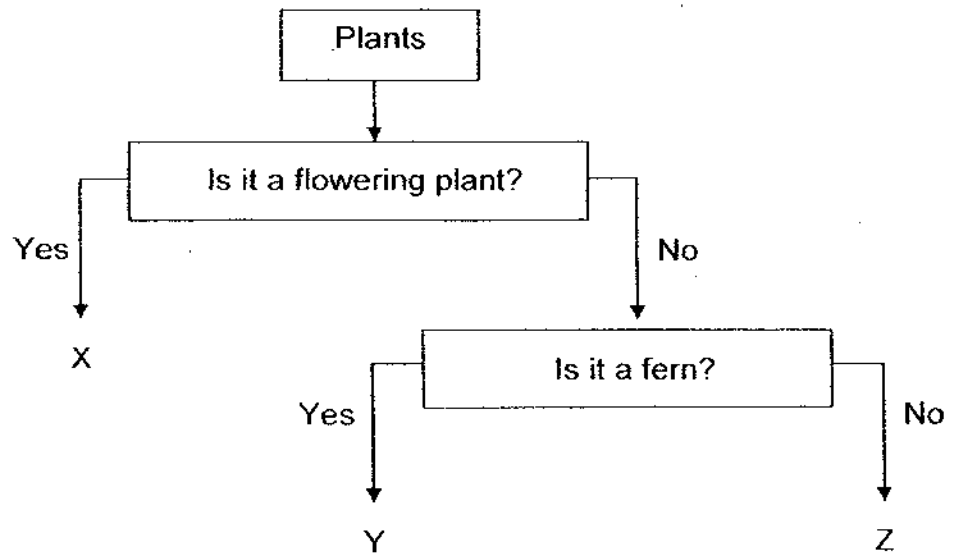 Plants
Is it a flowering plant?
Yes
No
X
Is it a fern?
Yes
No
Y
Z